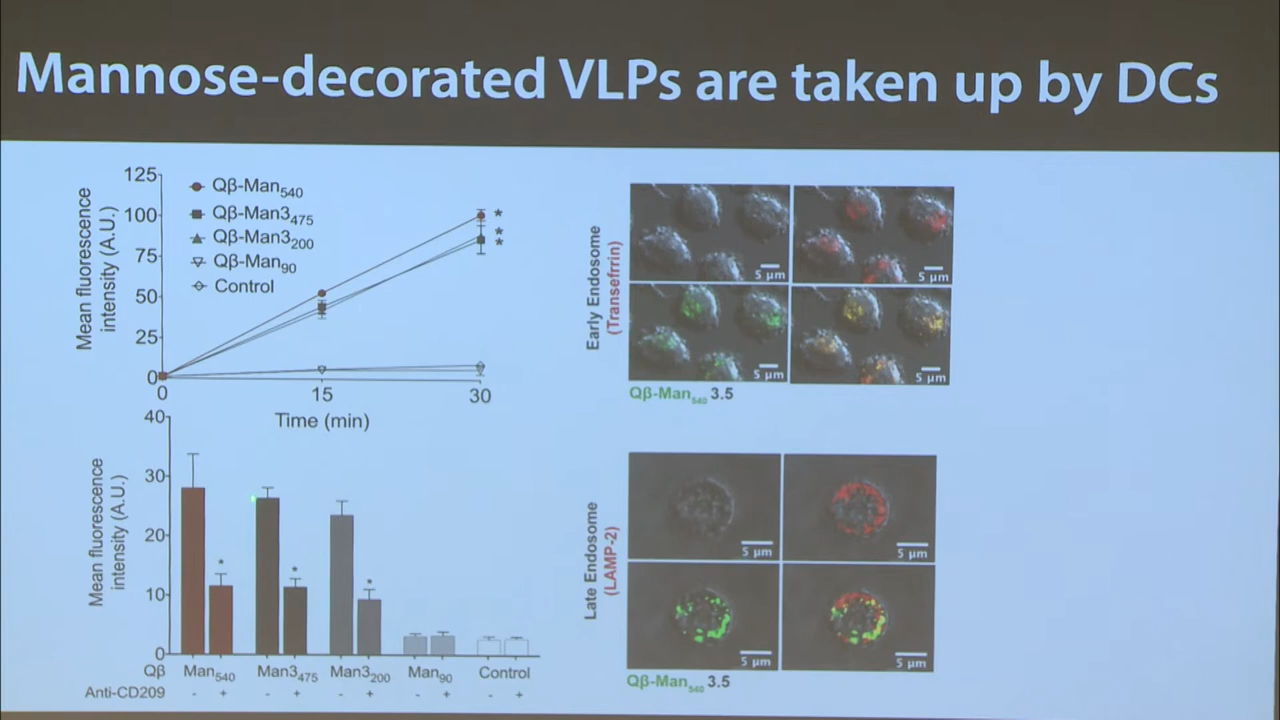 Mannose-decorated VLPs are taken up by DCs
Mean fluorescence
intensity (A.U.)
125
100
75
50
25
0
Qβ-Man540
Qβ-Man3475
Qβ-Man3200
Qβ-Man90
Control
*
*
*
0 15 30
Time (min)
Mean fluorescence
intensity (A.U.)
40
30
20
10
0
* * *
Qβ Man540 Man3475 Man3200 Man90 Control
Anti-CD209 - + - + - + - + - +
Early Endosome
(Transefrrin)
5 µm
5 µm
5 µm
5 µm
Qβ-Man540 3.5
Late Endosome
(LAMP-2)
5 µm
5 µm
5 µm
5 µm
Qβ-Man540 3.5